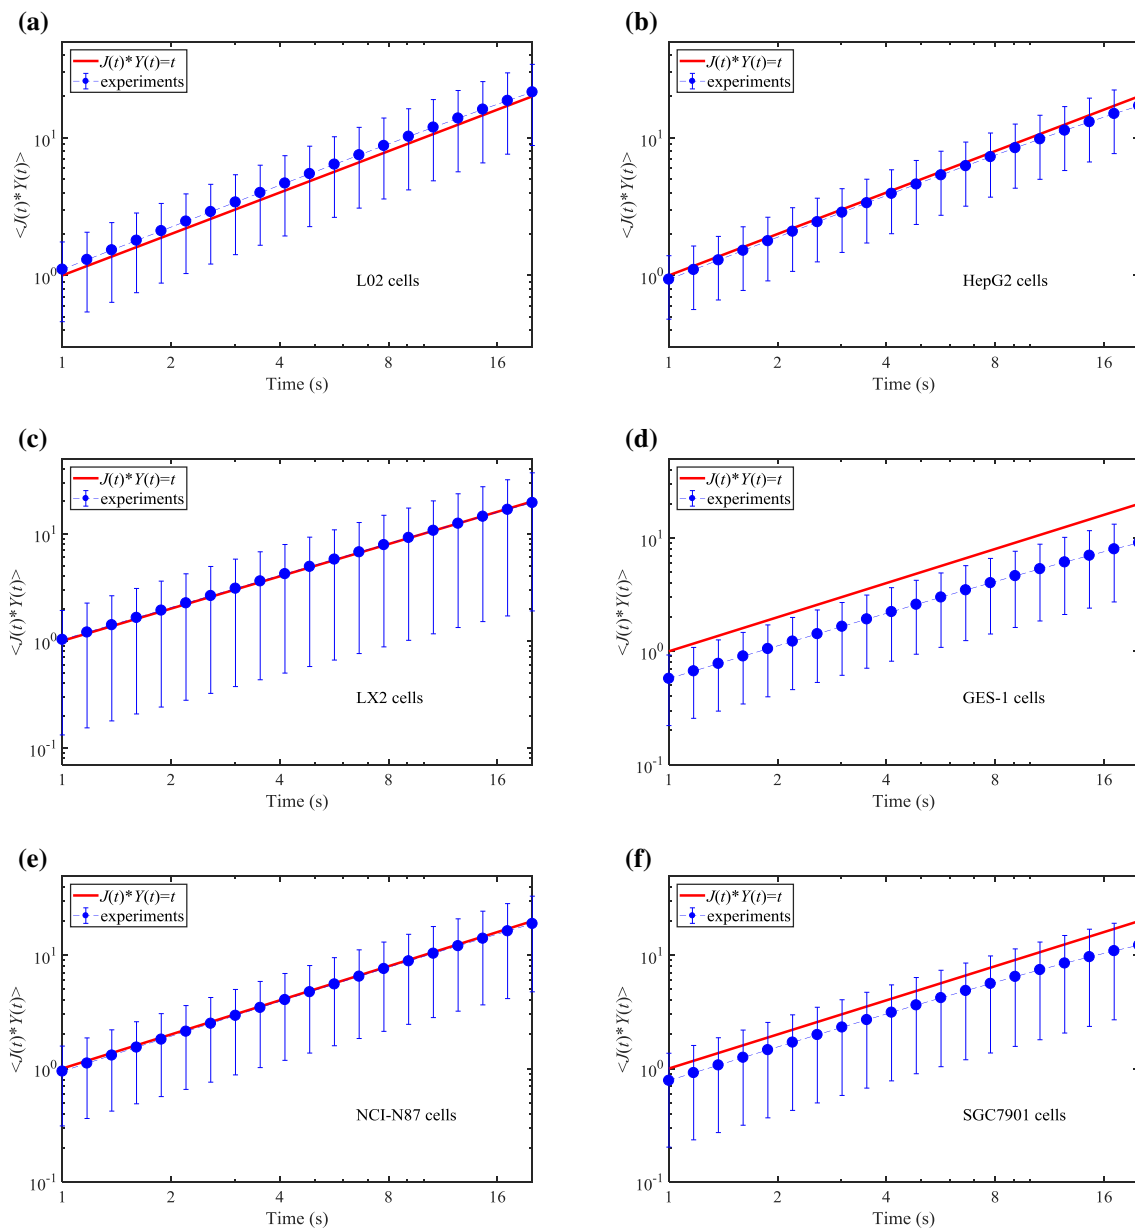 (a)
J(t)*Y(t)=t
experiments
10^1
10^0
<J(t)*Y(t)>
L02 cells
1 2 4 8 16
Time (s)
(b)
J(t)*Y(t)=t
experiments
10^1
10^0
<J(t)*Y(t)>
HepG2 cells
1 2 4 8 16
Time (s)
(c)
J(t)*Y(t)=t
experiments
10^1
10^0
10^-1
<J(t)*Y(t)>
LX2 cells
1 2 4 8 16
Time (s)
(d)
J(t)*Y(t)=t
experiments
10^1
10^0
10^-1
<J(t)*Y(t)>
GES-1 cells
1 2 4 8 16
Time (s)
(e)
J(t)*Y(t)=t
experiments
10^1
10^0
10^-1
<J(t)*Y(t)>
NCI-N87 cells
1 2 4 8 16
Time (s)
(f)
J(t)*Y(t)=t
experiments
10^1
10^0
10^-1
<J(t)*Y(t)>
SGC7901 cells
1 2 4 8 16
Time (s)